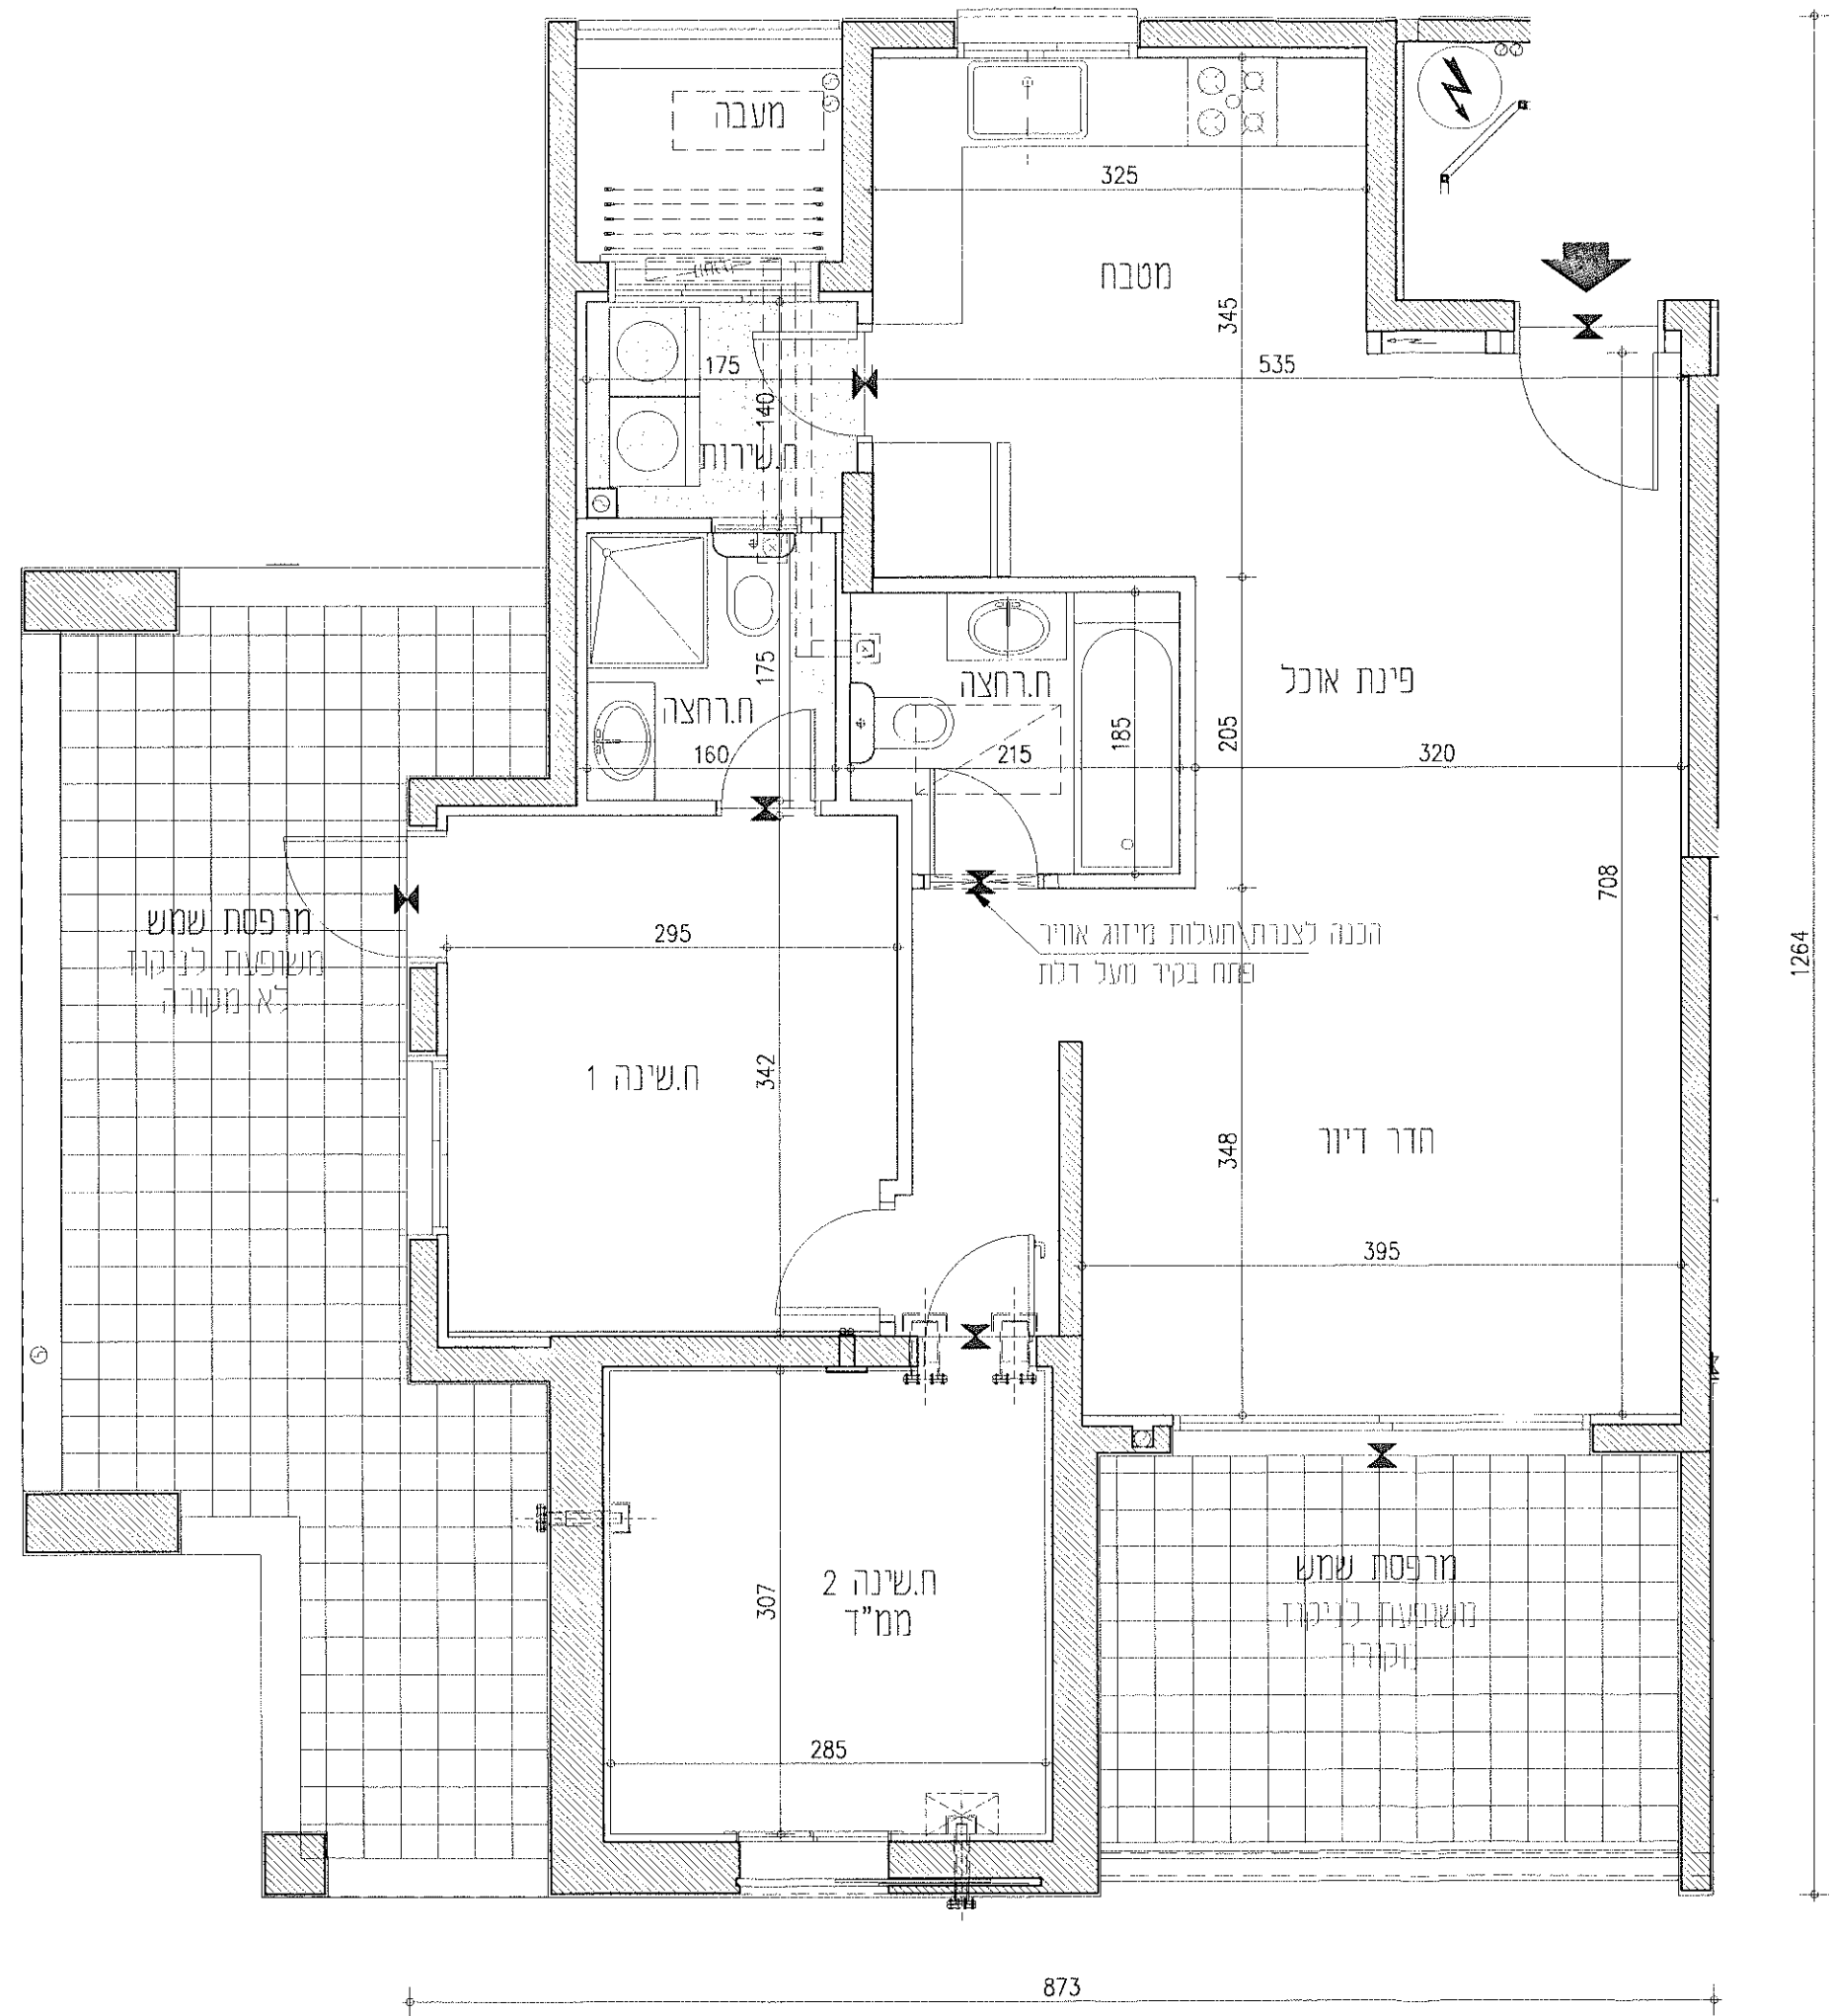 מעבה
325
מטבח
345
175
535
140
ח.שירות
175
ח.רחצה
160
ח.רחצה
215
185
205
פינת אוכל
320
708
1264
מרפסת שמש
משופעת לניקוז
לא מקורה
295
הכנה לצנרת\תעלות מיזוג אוויר
פתח בקיר מעל דלת
ח.שינה 1
342
348
חדר דיור
395
ח.שינה 2
ממ"ד
307
285
מרפסת שמש
משופעת לניקוז
873